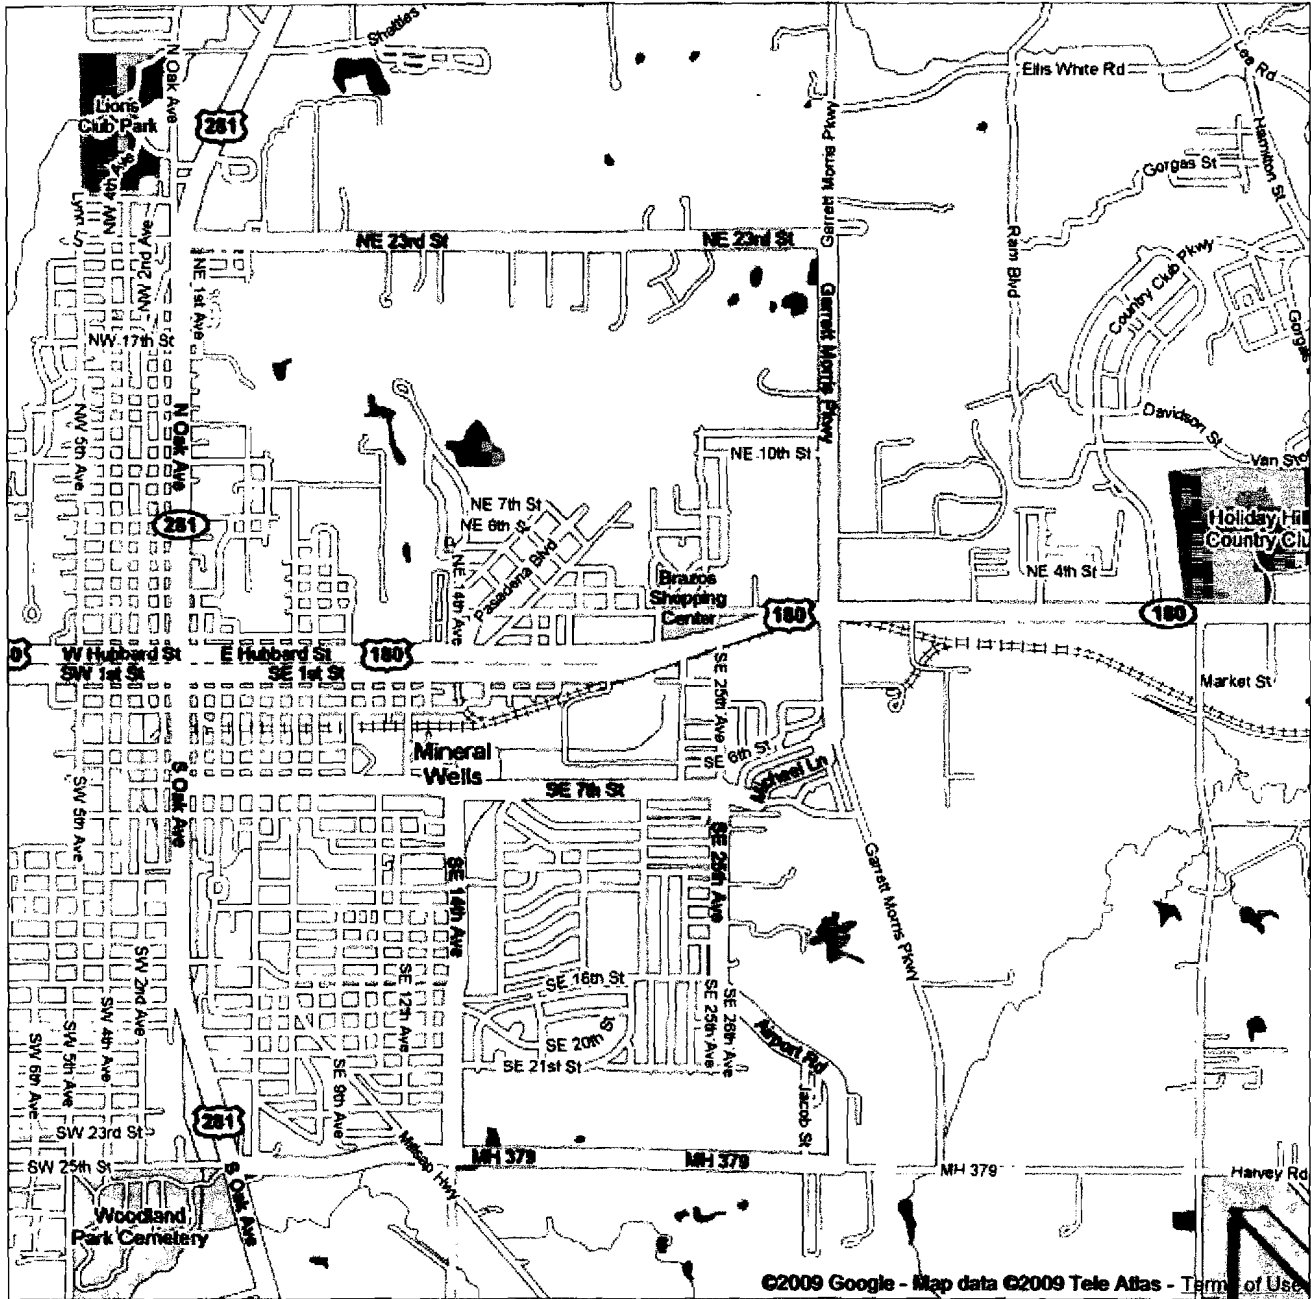 Shuttles
N Oak Ave
Ellis White Rd
Lee Rd
Lions
Club Park
281
Garrett Morris Pkwy
Hamilton St
Gorgas St
NW 4th Ave
NW 2nd Ave
NE 23rd St
NE 23rd St
Ram Blvd
Country Club Pkwy
NE 1st Ave
Garrett Morris Pkwy
Gorgas
NW 17th St
NW 5th Ave
N Oak Ave
Davidson St
NE 10th St
Van St
281
NE 7th St
NE 6th St
Holiday Hill
Country Clu
Pasadena Blvd
NE 14th Ave
NE 4th St
Brazos
Shopping
Center
180
180
0
W Hubbard St
E Hubbard St
180
SW 1st St
SE 1st St
SE 25th Ave
Market St
Mineral
Wells
SE 6th St
Michael Ln
SE 7th St
S Oak Ave
SW 5th Ave
SE 14th Ave
SE 25th Ave
Garrett Morris Pkwy
SW 2nd Ave
SE 12th Ave
SE 16th St
SE 25th Ave
SE 26th Ave
Airport Rd
SW 4th Ave
SW 5th Ave
SW 6th Ave
SE 20th St
SE 21st St
SE 9th Ave
Jacob St
281
SW 23rd St
SW 25th St
Millsap Hwy
MH 379
MH 379
MH 379
Harvey Rd
S Oak Ave
Woodland
Park Cemetery
©2009 Google - Map data ©2009 Tele Atlas - Terms of Use